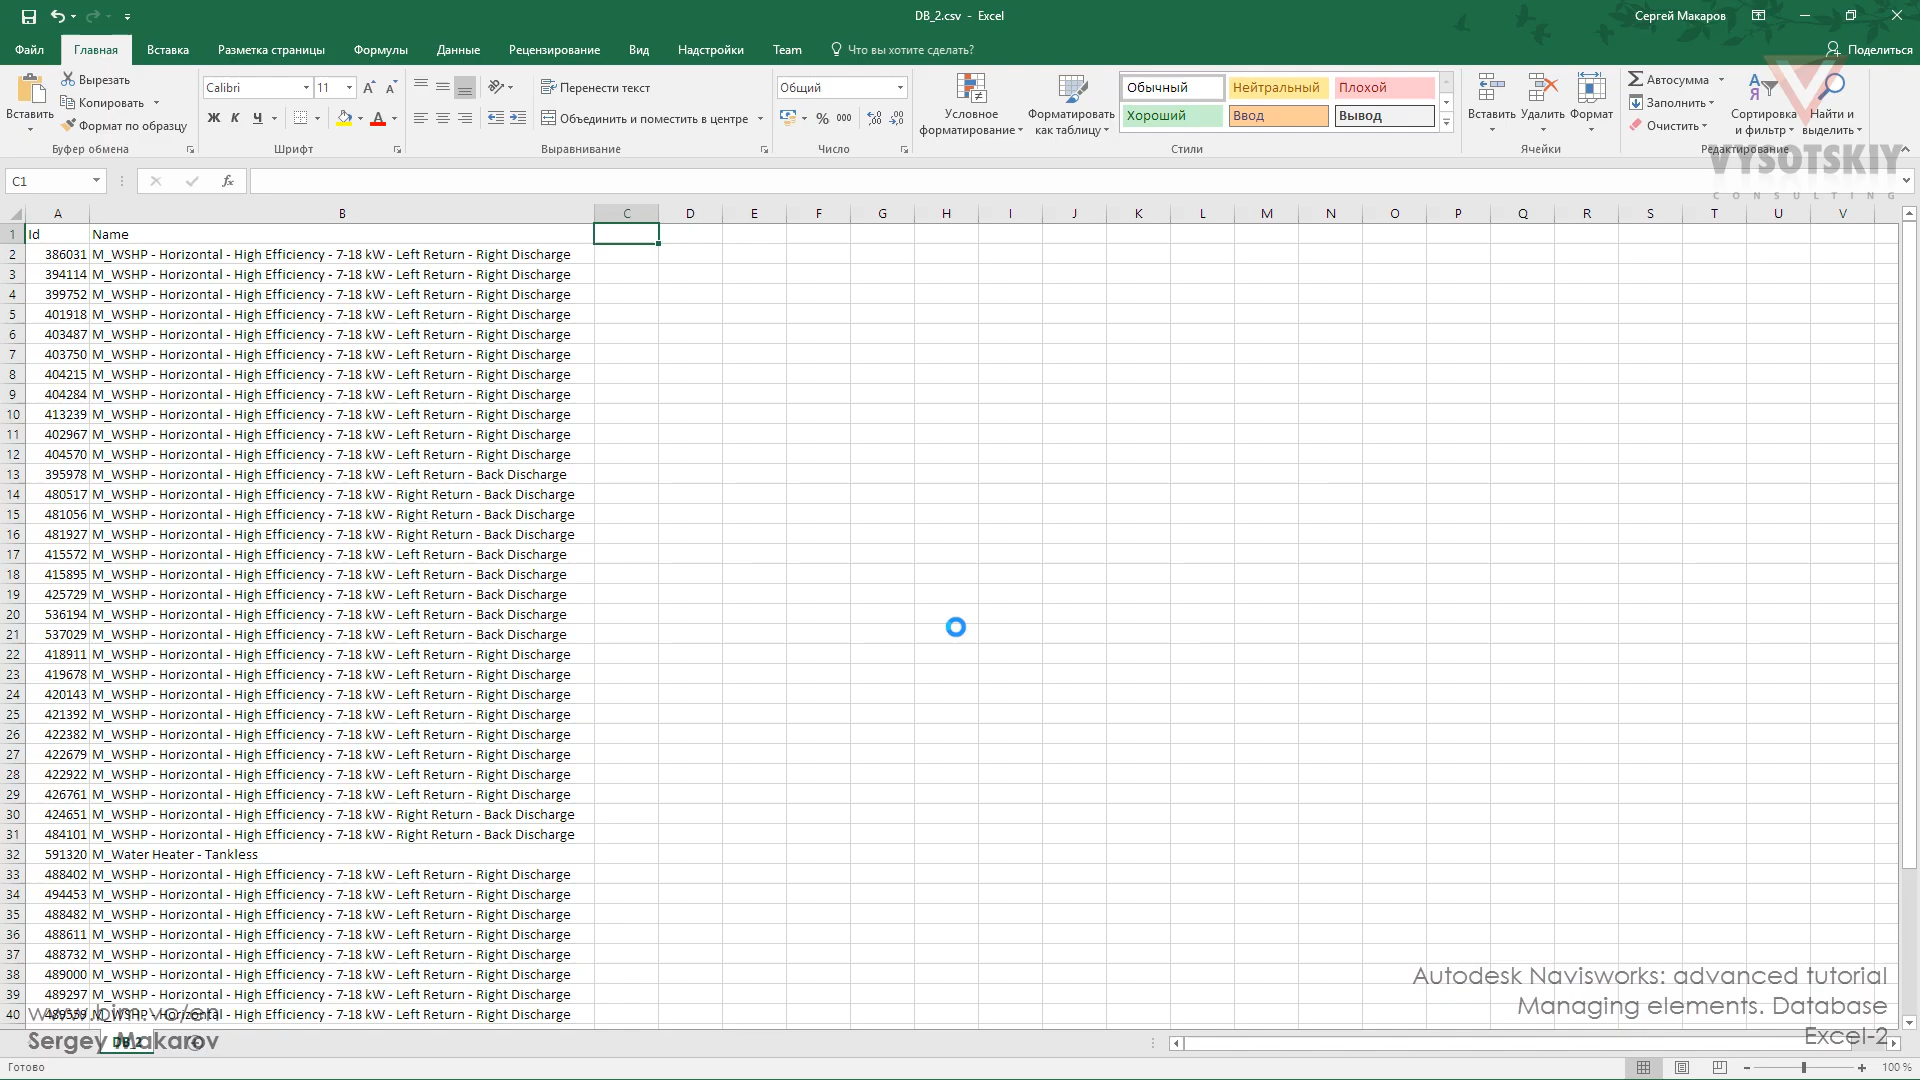 DB_2.csv - Excel
Сергей Макаров
Файл Главная Вставка Разметка страницы Формулы Данные Рецензирование Вид Надстройки Team Что вы хотите сделать? Поделиться
Вставить
Вырезать
Копировать
Формат по образцу
Буфер обмена
Calibri 11
Ж К Ч
Шрифт
Перенести текст
Объединить и поместить в центре
Выравнивание
Общий
% 000
Число
Условное форматирование
Форматировать как таблицу
Обычный Нейтральный Плохой
Хороший Ввод Вывод
Стили
Вставить Удалить Формат
Ячейки
Автосумма
Заполнить
Очистить
Сортировка и фильтр
Найти и выделить
Редактирование
VYSOTSKIY
CONSULTING
C1
fx
A B C D E F G H I J K L M N O P Q R S T U V
1 Id Name
2 386031 M_WSHP - Horizontal - High Efficiency - 7-18 kW - Left Return - Right Discharge
3 394114 M_WSHP - Horizontal - High Efficiency - 7-18 kW - Left Return - Right Discharge
4 399752 M_WSHP - Horizontal - High Efficiency - 7-18 kW - Left Return - Right Discharge
5 401918 M_WSHP - Horizontal - High Efficiency - 7-18 kW - Left Return - Right Discharge
6 403487 M_WSHP - Horizontal - High Efficiency - 7-18 kW - Left Return - Right Discharge
7 403750 M_WSHP - Horizontal - High Efficiency - 7-18 kW - Left Return - Right Discharge
8 404215 M_WSHP - Horizontal - High Efficiency - 7-18 kW - Left Return - Right Discharge
9 404284 M_WSHP - Horizontal - High Efficiency - 7-18 kW - Left Return - Right Discharge
10 413239 M_WSHP - Horizontal - High Efficiency - 7-18 kW - Left Return - Right Discharge
11 402967 M_WSHP - Horizontal - High Efficiency - 7-18 kW - Left Return - Right Discharge
12 404570 M_WSHP - Horizontal - High Efficiency - 7-18 kW - Left Return - Right Discharge
13 395978 M_WSHP - Horizontal - High Efficiency - 7-18 kW - Left Return - Back Discharge
14 480517 M_WSHP - Horizontal - High Efficiency - 7-18 kW - Right Return - Back Discharge
15 481056 M_WSHP - Horizontal - High Efficiency - 7-18 kW - Right Return - Back Discharge
16 481927 M_WSHP - Horizontal - High Efficiency - 7-18 kW - Right Return - Back Discharge
17 415572 M_WSHP - Horizontal - High Efficiency - 7-18 kW - Left Return - Back Discharge
18 415895 M_WSHP - Horizontal - High Efficiency - 7-18 kW - Left Return - Back Discharge
19 425729 M_WSHP - Horizontal - High Efficiency - 7-18 kW - Left Return - Back Discharge
20 536194 M_WSHP - Horizontal - High Efficiency - 7-18 kW - Left Return - Back Discharge
21 537029 M_WSHP - Horizontal - High Efficiency - 7-18 kW - Left Return - Back Discharge
22 418911 M_WSHP - Horizontal - High Efficiency - 7-18 kW - Left Return - Right Discharge
23 419678 M_WSHP - Horizontal - High Efficiency - 7-18 kW - Left Return - Right Discharge
24 420143 M_WSHP - Horizontal - High Efficiency - 7-18 kW - Left Return - Right Discharge
25 421392 M_WSHP - Horizontal - High Efficiency - 7-18 kW - Left Return - Right Discharge
26 422382 M_WSHP - Horizontal - High Efficiency - 7-18 kW - Left Return - Right Discharge
27 422679 M_WSHP - Horizontal - High Efficiency - 7-18 kW - Left Return - Right Discharge
28 422922 M_WSHP - Horizontal - High Efficiency - 7-18 kW - Left Return - Right Discharge
29 426761 M_WSHP - Horizontal - High Efficiency - 7-18 kW - Left Return - Right Discharge
30 424651 M_WSHP - Horizontal - High Efficiency - 7-18 kW - Right Return - Back Discharge
31 484101 M_WSHP - Horizontal - High Efficiency - 7-18 kW - Right Return - Back Discharge
32 591320 M_Water Heater - Tankless
33 488402 M_WSHP - Horizontal - High Efficiency - 7-18 kW - Left Return - Right Discharge
34 494453 M_WSHP - Horizontal - High Efficiency - 7-18 kW - Left Return - Right Discharge
35 488482 M_WSHP - Horizontal - High Efficiency - 7-18 kW - Left Return - Right Discharge
36 488611 M_WSHP - Horizontal - High Efficiency - 7-18 kW - Left Return - Right Discharge
37 488732 M_WSHP - Horizontal - High Efficiency - 7-18 kW - Left Return - Right Discharge
38 489000 M_WSHP - Horizontal - High Efficiency - 7-18 kW - Left Return - Right Discharge
39 489297 M_WSHP - Horizontal - High Efficiency - 7-18 kW - Left Return - Right Discharge
40 489559 M_WSHP - Horizontal - High Efficiency - 7-18 kW - Left Return - Right Discharge
www.bim.vc/en
Sergey Makarov
DB_2
Autodesk Navisworks: advanced tutorial
Managing elements. Database
Excel-2
Готово
100 %